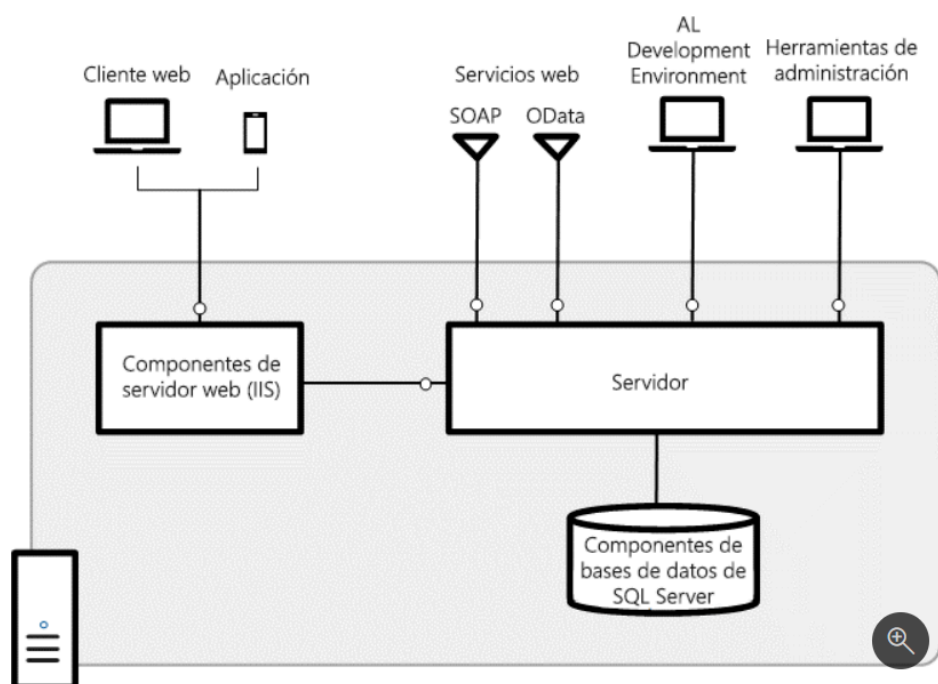 Cliente web
Aplicación
Servicios web
SOAP
OData
AL
Development
Environment
Herramientas de
administración
Componentes de
servidor web (IIS)
Servidor
Componentes de
bases de datos de
SQL Server